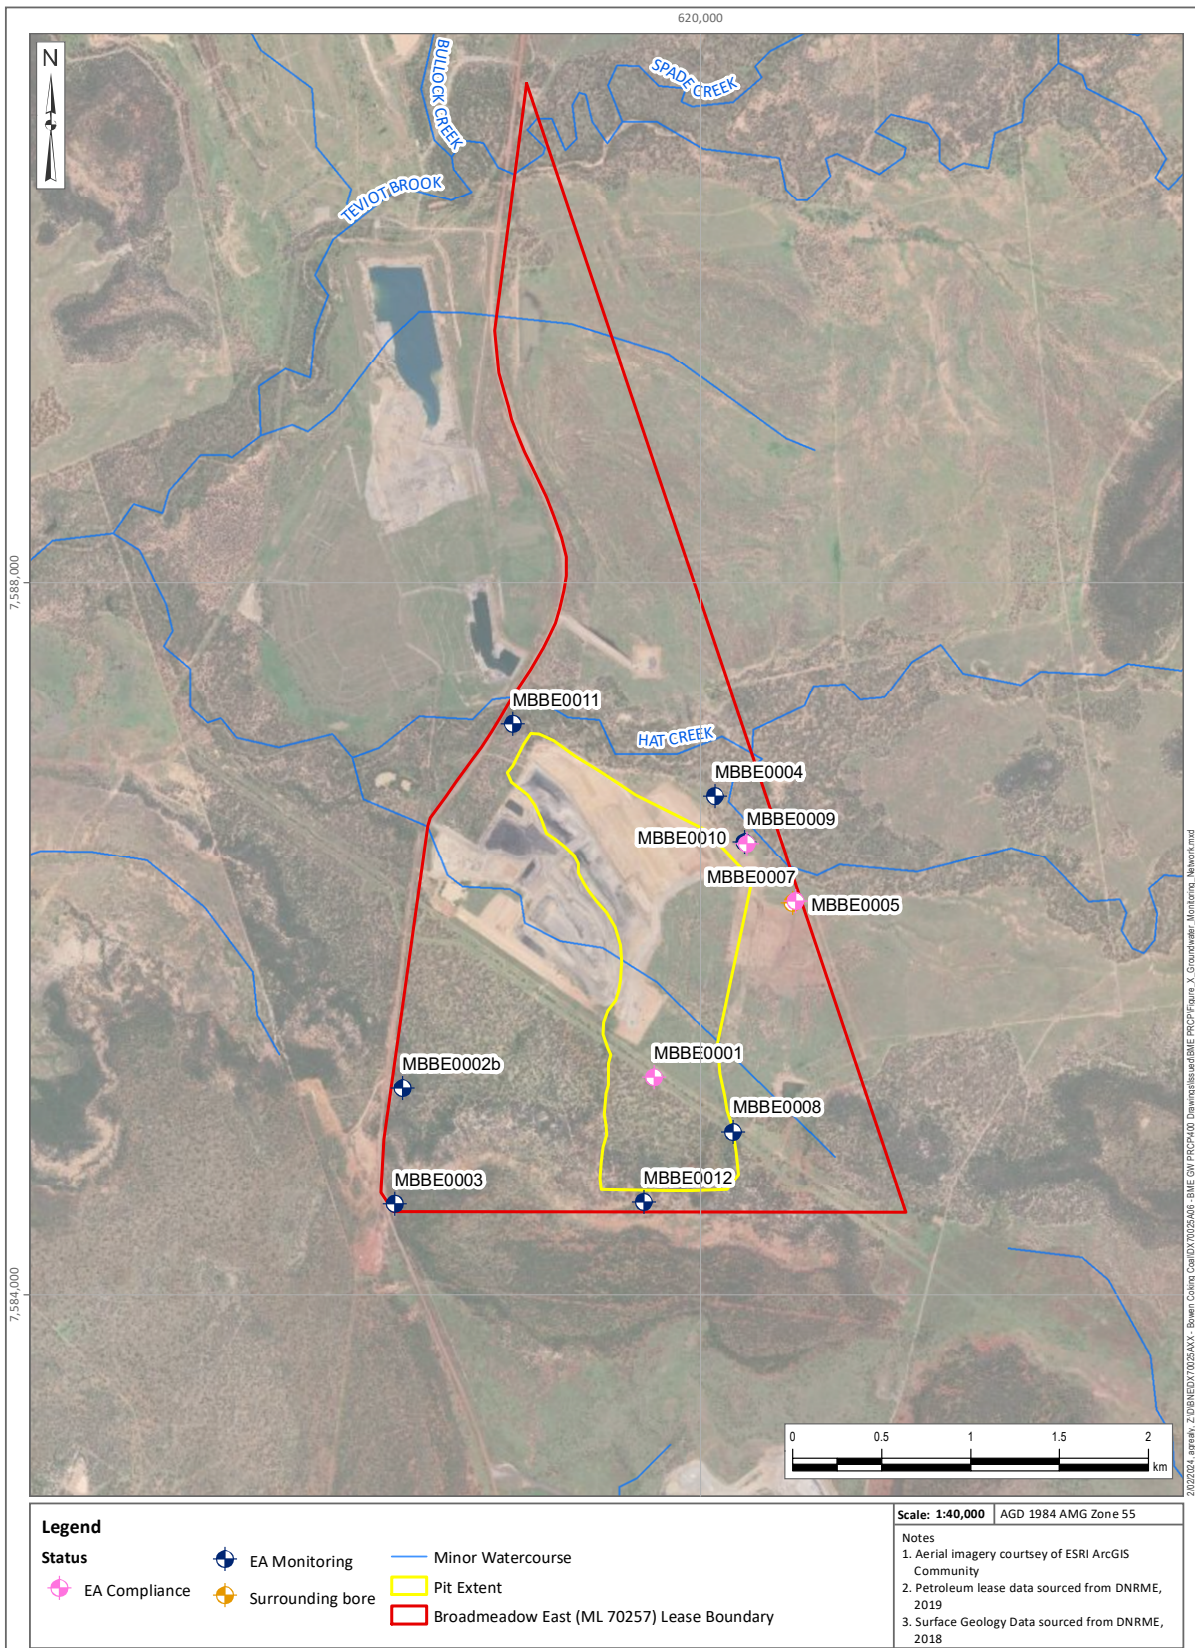 620,000
N
BULLOCK CREEK
SPADE CREEK
TEVIOT BROOK
7,588,000
MBBE0011
HAT CREEK
MBBE0004
MBBE0009
MBBE0010
MBBE0007
MBBE0005
MBBE0001
MBBE0002b
MBBE0008
MBBE0003
MBBE0012
7,584,000
0 0.5 1 1.5 2
km
Legend
Status
EA Compliance
EA Monitoring
Surrounding bore
Minor Watercourse
Pit Extent
Broadmeadow East (ML 70257) Lease Boundary
Scale: 1:40,000 AGD 1984 AMG Zone 55
Notes
1. Aerial imagery courtsey of ESRI ArcGIS
Community
2. Petroleum lease data sourced from DNRME,
2019
3. Surface Geology Data sourced from DNRME,
2018